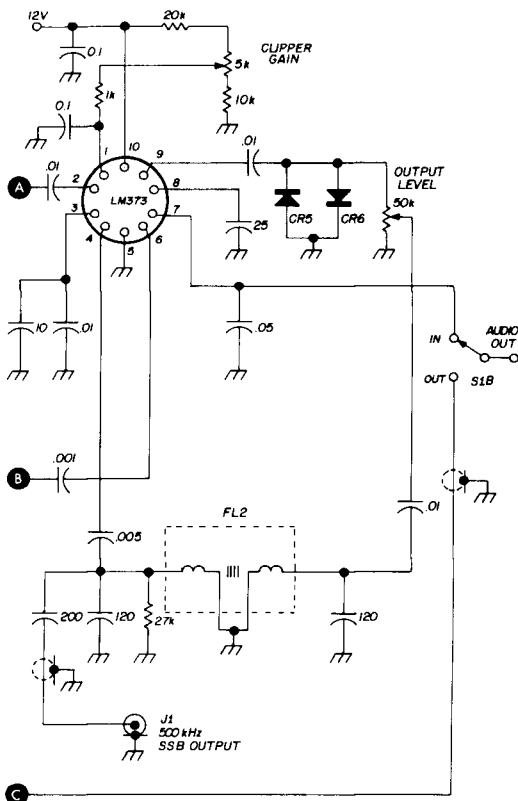 12V
20k
0.1
CLIPPER
GAIN
5k
1k
10k
0.1
1
10
9
.01
.01
A
2
8
OUTPUT
LEVEL
LM373
3
7
50k
4
5
6
25
CR5
CR6
10
.01
.05
IN
AUDIO
OUT
OUT
S1B
B
.001
.01
FL2
.005
200
120
27k
120
J1
500 kHz
SSB OUTPUT
C